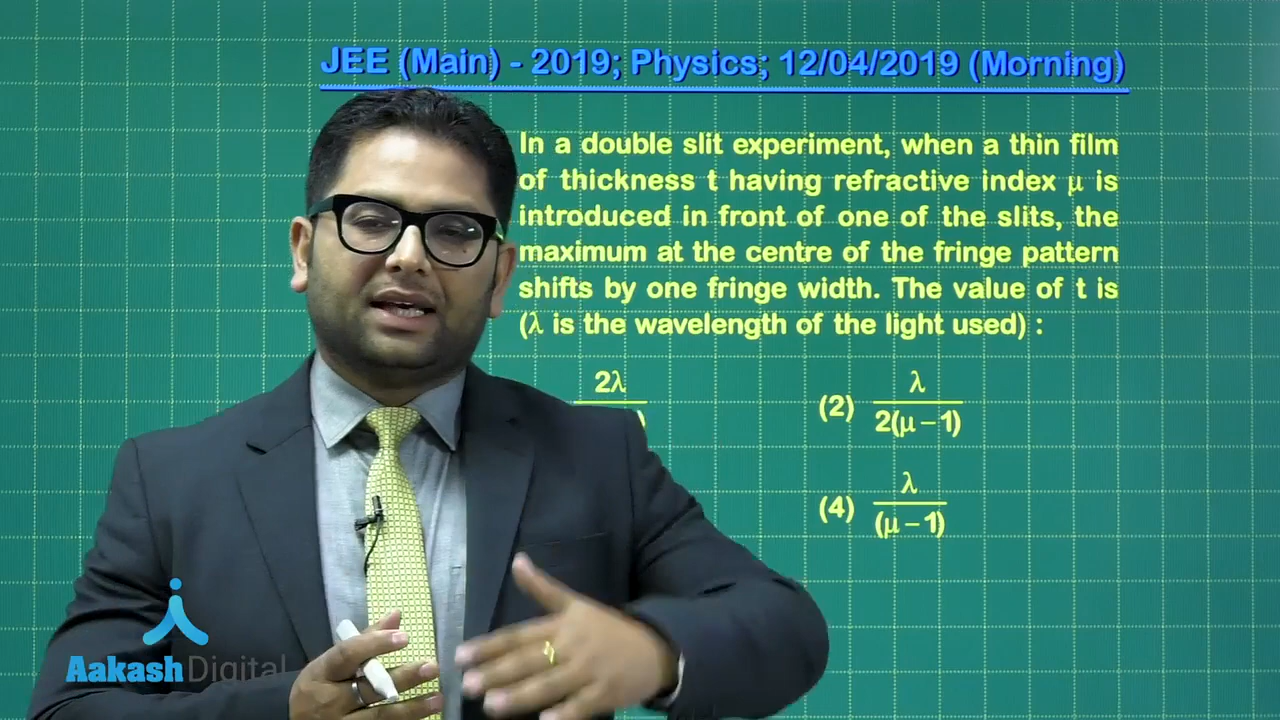 JEE (Main) - 2019; Physics; 12/04/2019 (Morning)
In a double slit experiment, when a thin film
of thickness t having refractive index μ is
introduced in front of one of the slits, the
maximum at the centre of the fringe pattern
shifts by one fringe width. The value of t is
(λ is the wavelength of the light used) :
2λ
(2) λ
2(μ – 1)
(4) λ
(μ – 1)
Aakash Digital